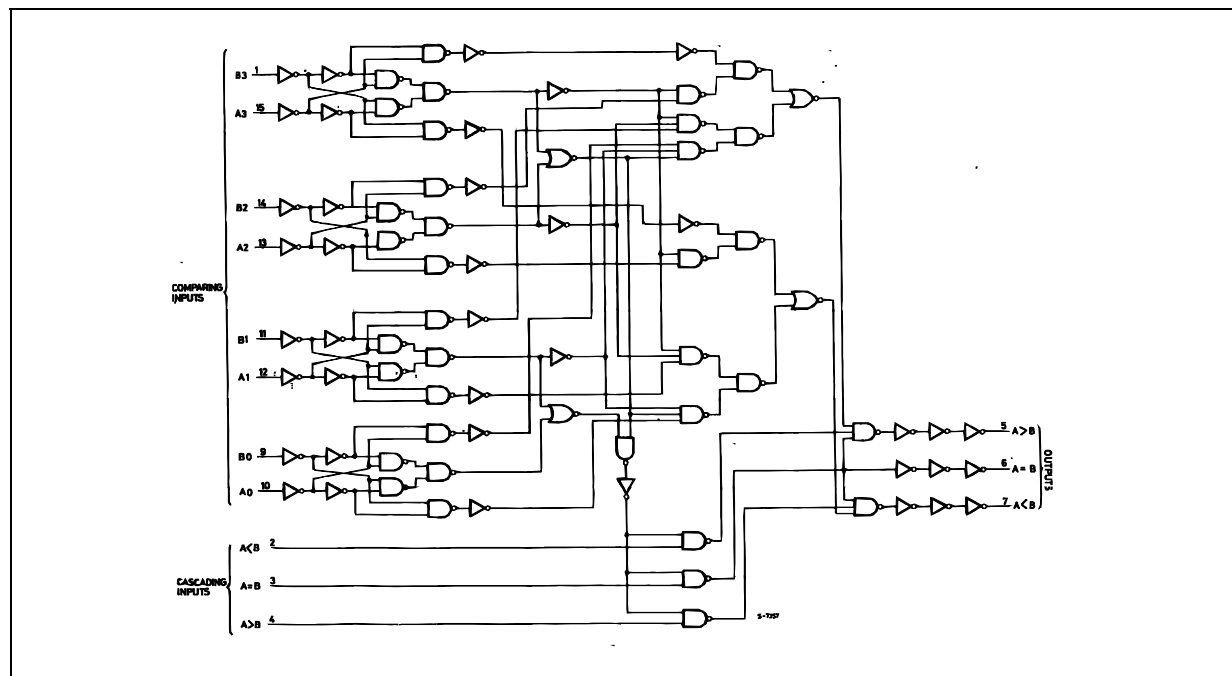 B3 1
A3 15
B2 14
A2 13
COMPARING
INPUTS
B1 11
A1 12
B0 9
A0 10
5 A>B
6 A=B
7 A<B
OUTPUTS
CASCADING
INPUTS
A<B 2
A=B 3
A>B 4
S-7357